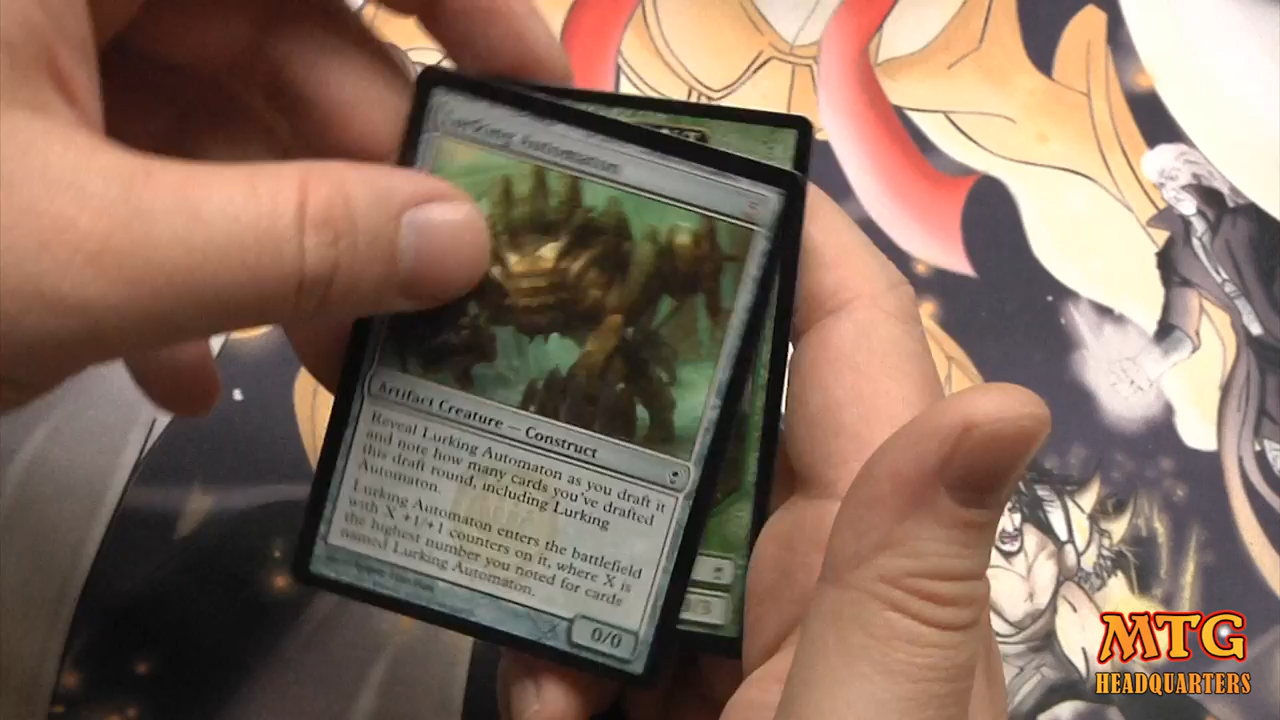 Lurking Automaton
Artifact Creature — Construct
Reveal Lurking Automaton as you draft it
and note how many cards you've drafted
this draft round, including Lurking
Automaton.
Lurking Automaton enters the battlefield
with X +1/+1 counters on it, where X is
the highest number you noted for cards
named Lurking Automaton.
0/0
MTG
HEADQUARTERS